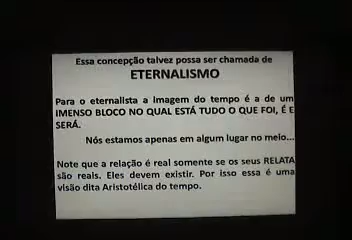 Essa concepção talvez possa ser chamada de
ETERNALISMO
Para o eternalista a imagem do tempo é a de um
IMENSO BLOCO NO QUAL ESTÁ TUDO O QUE FOI, É E
SERÁ.
Nós estamos apenas em algum lugar no meio...
Note que a relação é real somente se os seus RELATA
são reais. Eles devem existir. Por isso essa é uma
visão dita Aristotélica do tempo.